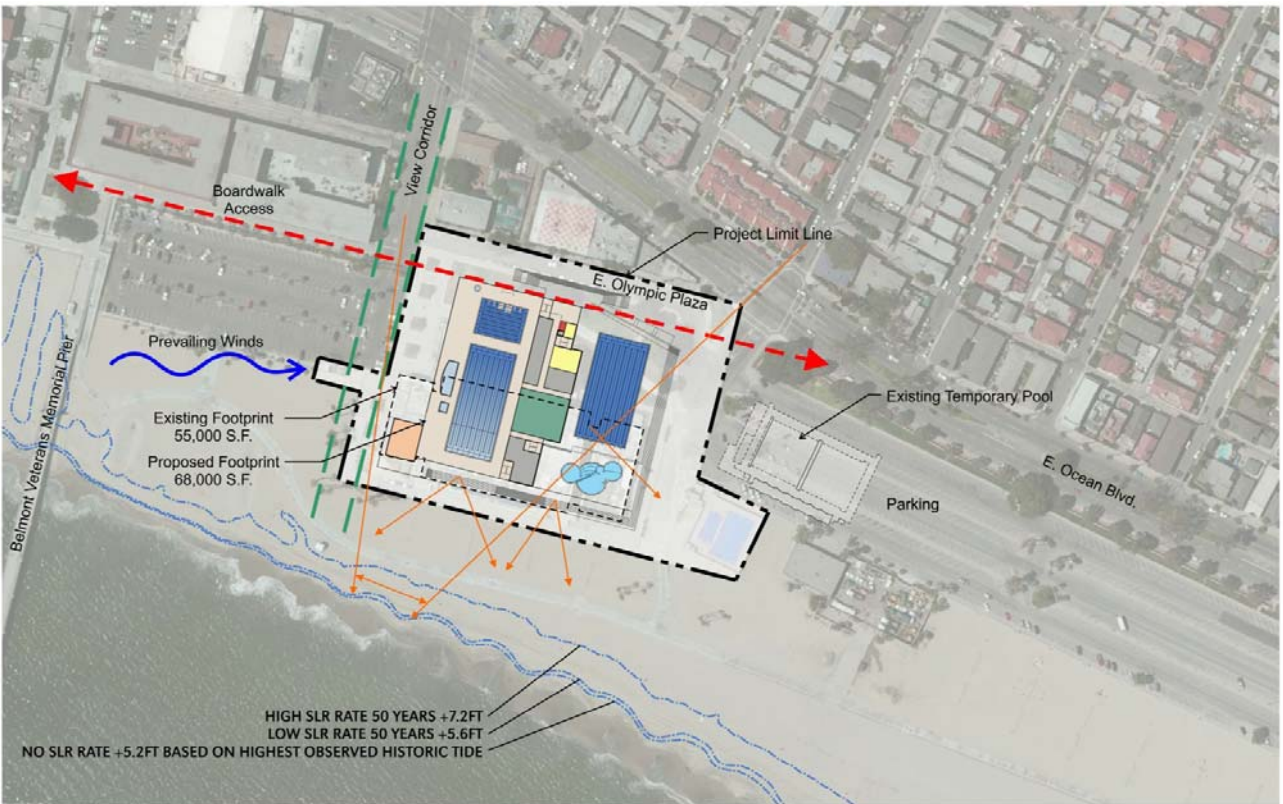 View Corridor
Boardwalk
Access
Project Limit Line
E. Olympic Plaza
Prevailing Winds
Belmont Veterans Memorial Pier
Existing Footprint
55,000 S.F.
Proposed Footprint
68,000 S.F.
Existing Temporary Pool
E. Ocean Blvd.
Parking
HIGH SLR RATE 50 YEARS +7.2FT
LOW SLR RATE 50 YEARS +5.6FT
NO SLR RATE +5.2FT BASED ON HIGHEST OBSERVED HISTORIC TIDE